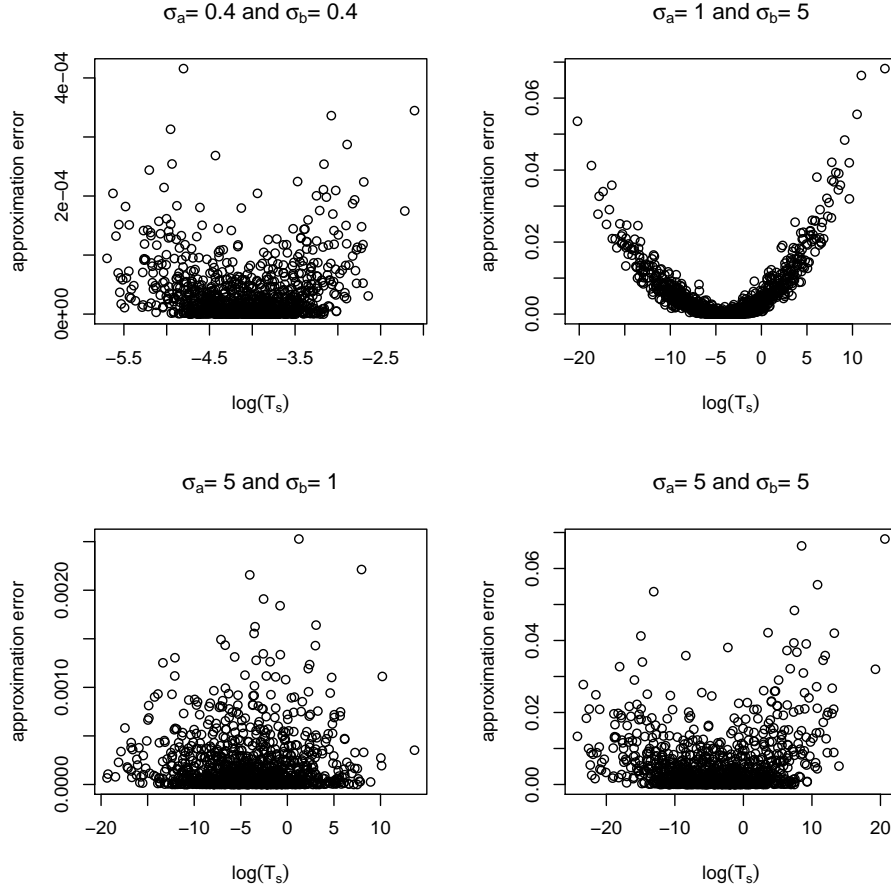 σa= 0.4 and σb= 0.4
approximation error
0e+00 2e-04 4e-04
-5.5 -4.5 -3.5 -2.5
log(Ts)
σa= 1 and σb= 5
approximation error
0.00 0.02 0.04 0.06
-20 -10 -5 0 5 10
log(Ts)
σa= 5 and σb= 1
approximation error
0.0000 0.0010 0.0020
-20 -10 -5 0 5 10
log(Ts)
σa= 5 and σb= 5
approximation error
0.00 0.02 0.04 0.06
-20 -10 0 10 20
log(Ts)